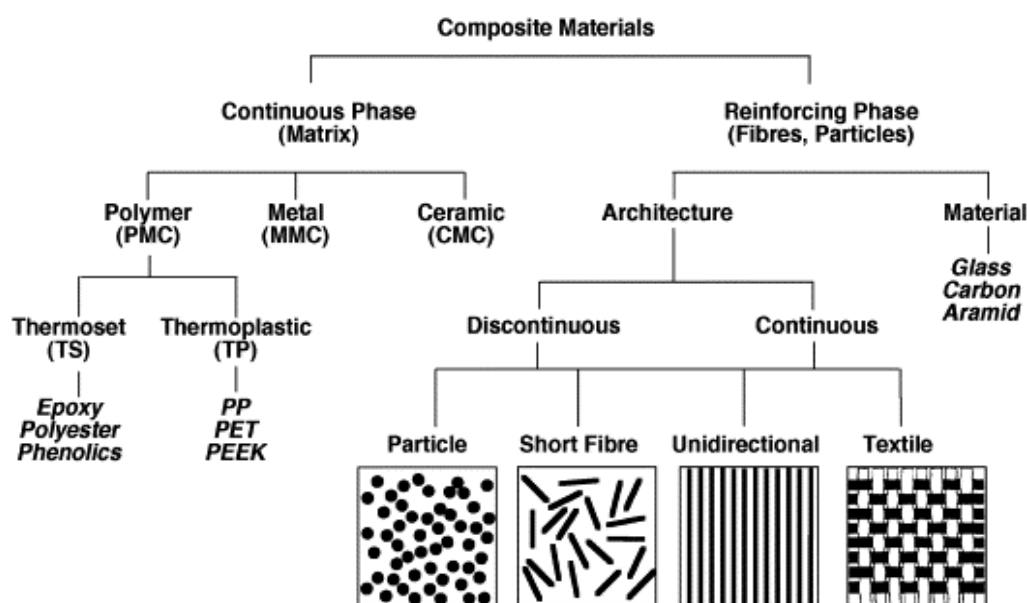 Composite Materials
Continuous Phase
(Matrix)
Reinforcing Phase
(Fibres, Particles)
Polymer
(PMC)
Metal
(MMC)
Ceramic
(CMC)
Architecture
Material
Glass
Carbon
Aramid
Thermoset
(TS)
Thermoplastic
(TP)
Discontinuous
Continuous
Epoxy
Polyester
Phenolics
PP
PET
PEEK
Particle
Short Fibre
Unidirectional
Textile